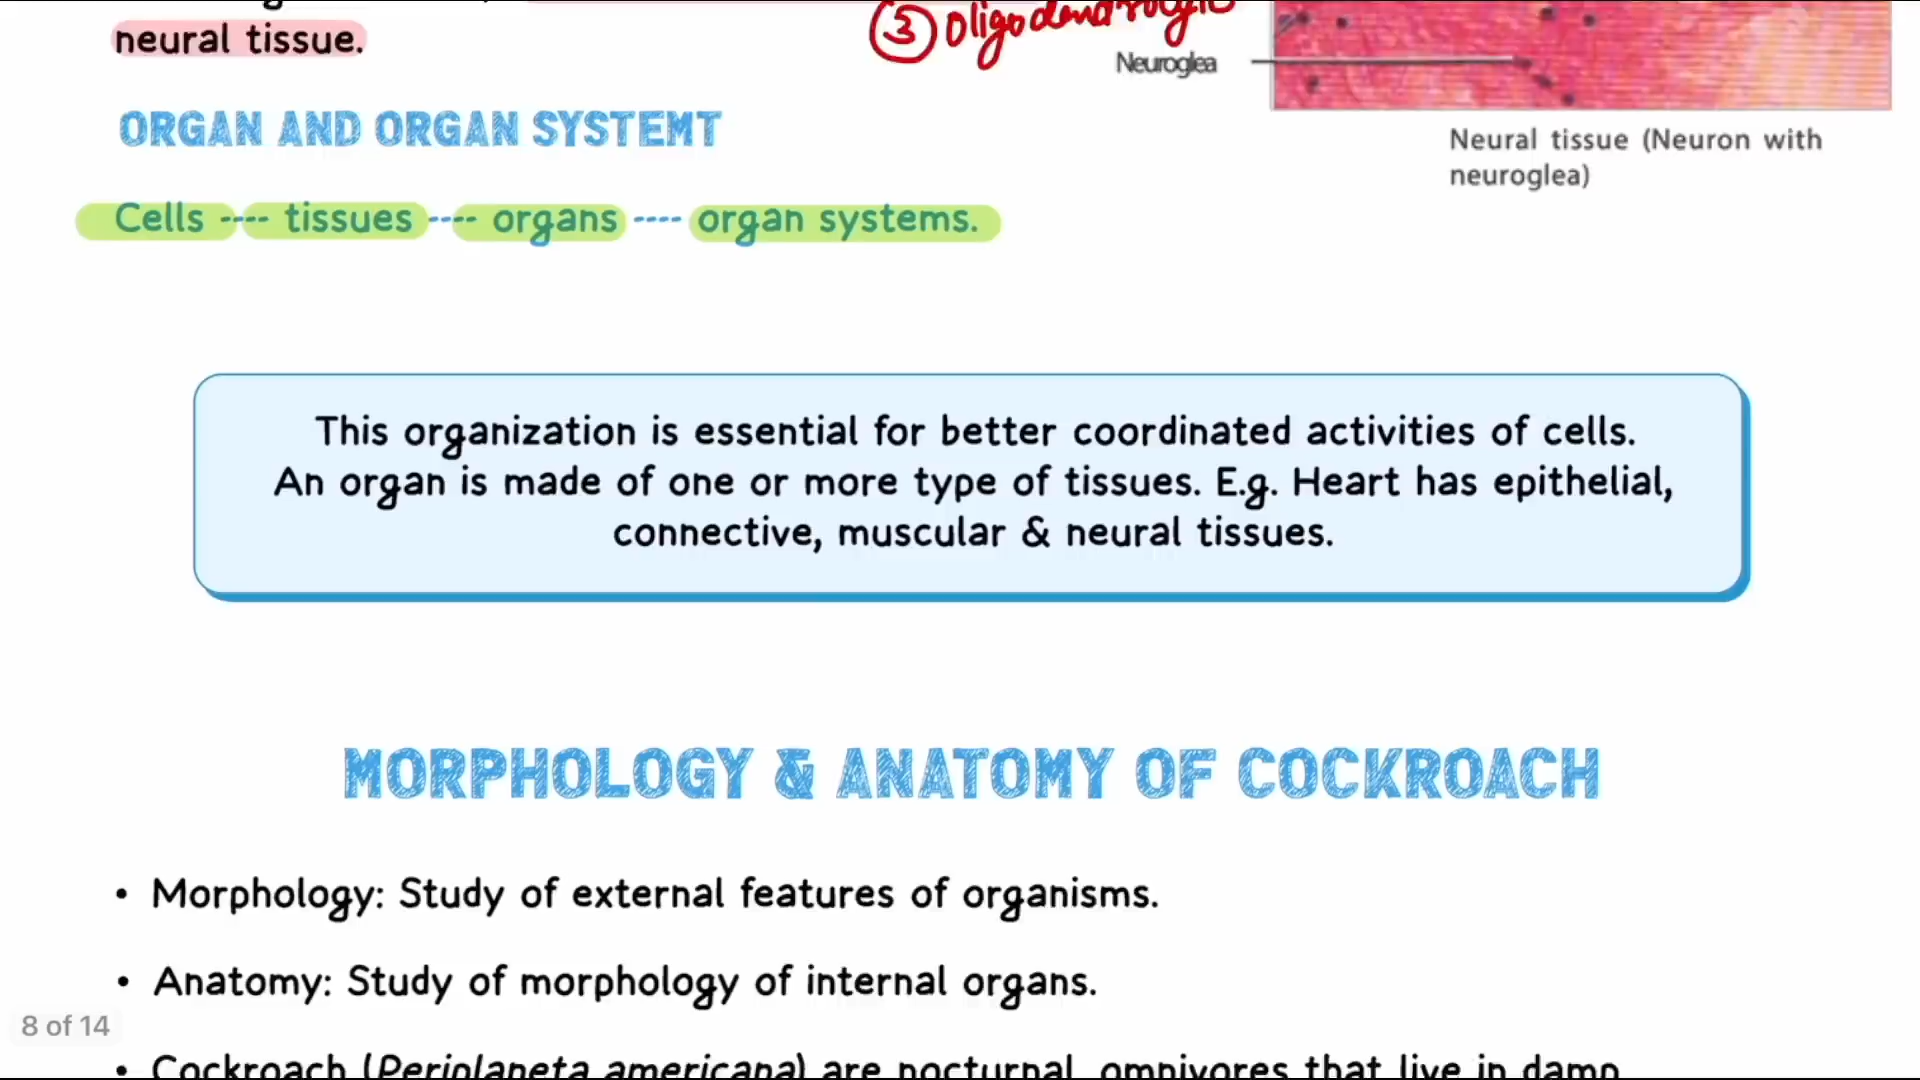 neural tissue.
③ Oligodendrocyte
Neuroglea
Neural tissue (Neuron with
neuroglea)
ORGAN AND ORGAN SYSTEMT
Cells ---- tissues ---- organs ---- organ systems.
This organization is essential for better coordinated activities of cells.
An organ is made of one or more type of tissues. E.g. Heart has epithelial,
connective, muscular & neural tissues.
MORPHOLOGY & ANATOMY OF COCKROACH
• Morphology: Study of external features of organisms.
• Anatomy: Study of morphology of internal organs.
8 of 14
• Cockroach (Periplaneta americana) are nocturnal, omnivores that live in damp